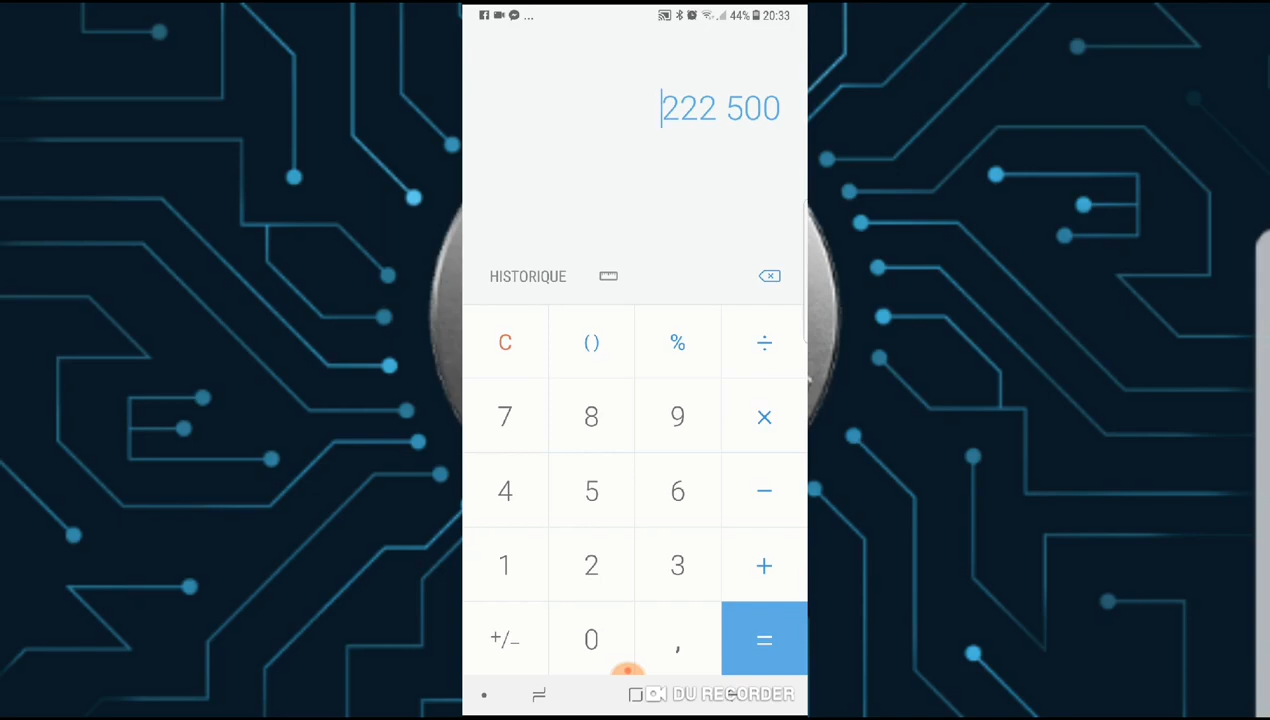 ... 44% 20:33
222 500
HISTORIQUE
C () % ÷
7 8 9 ×
4 5 6 −
1 2 3 +
+/− 0 , =
DU RECORDER